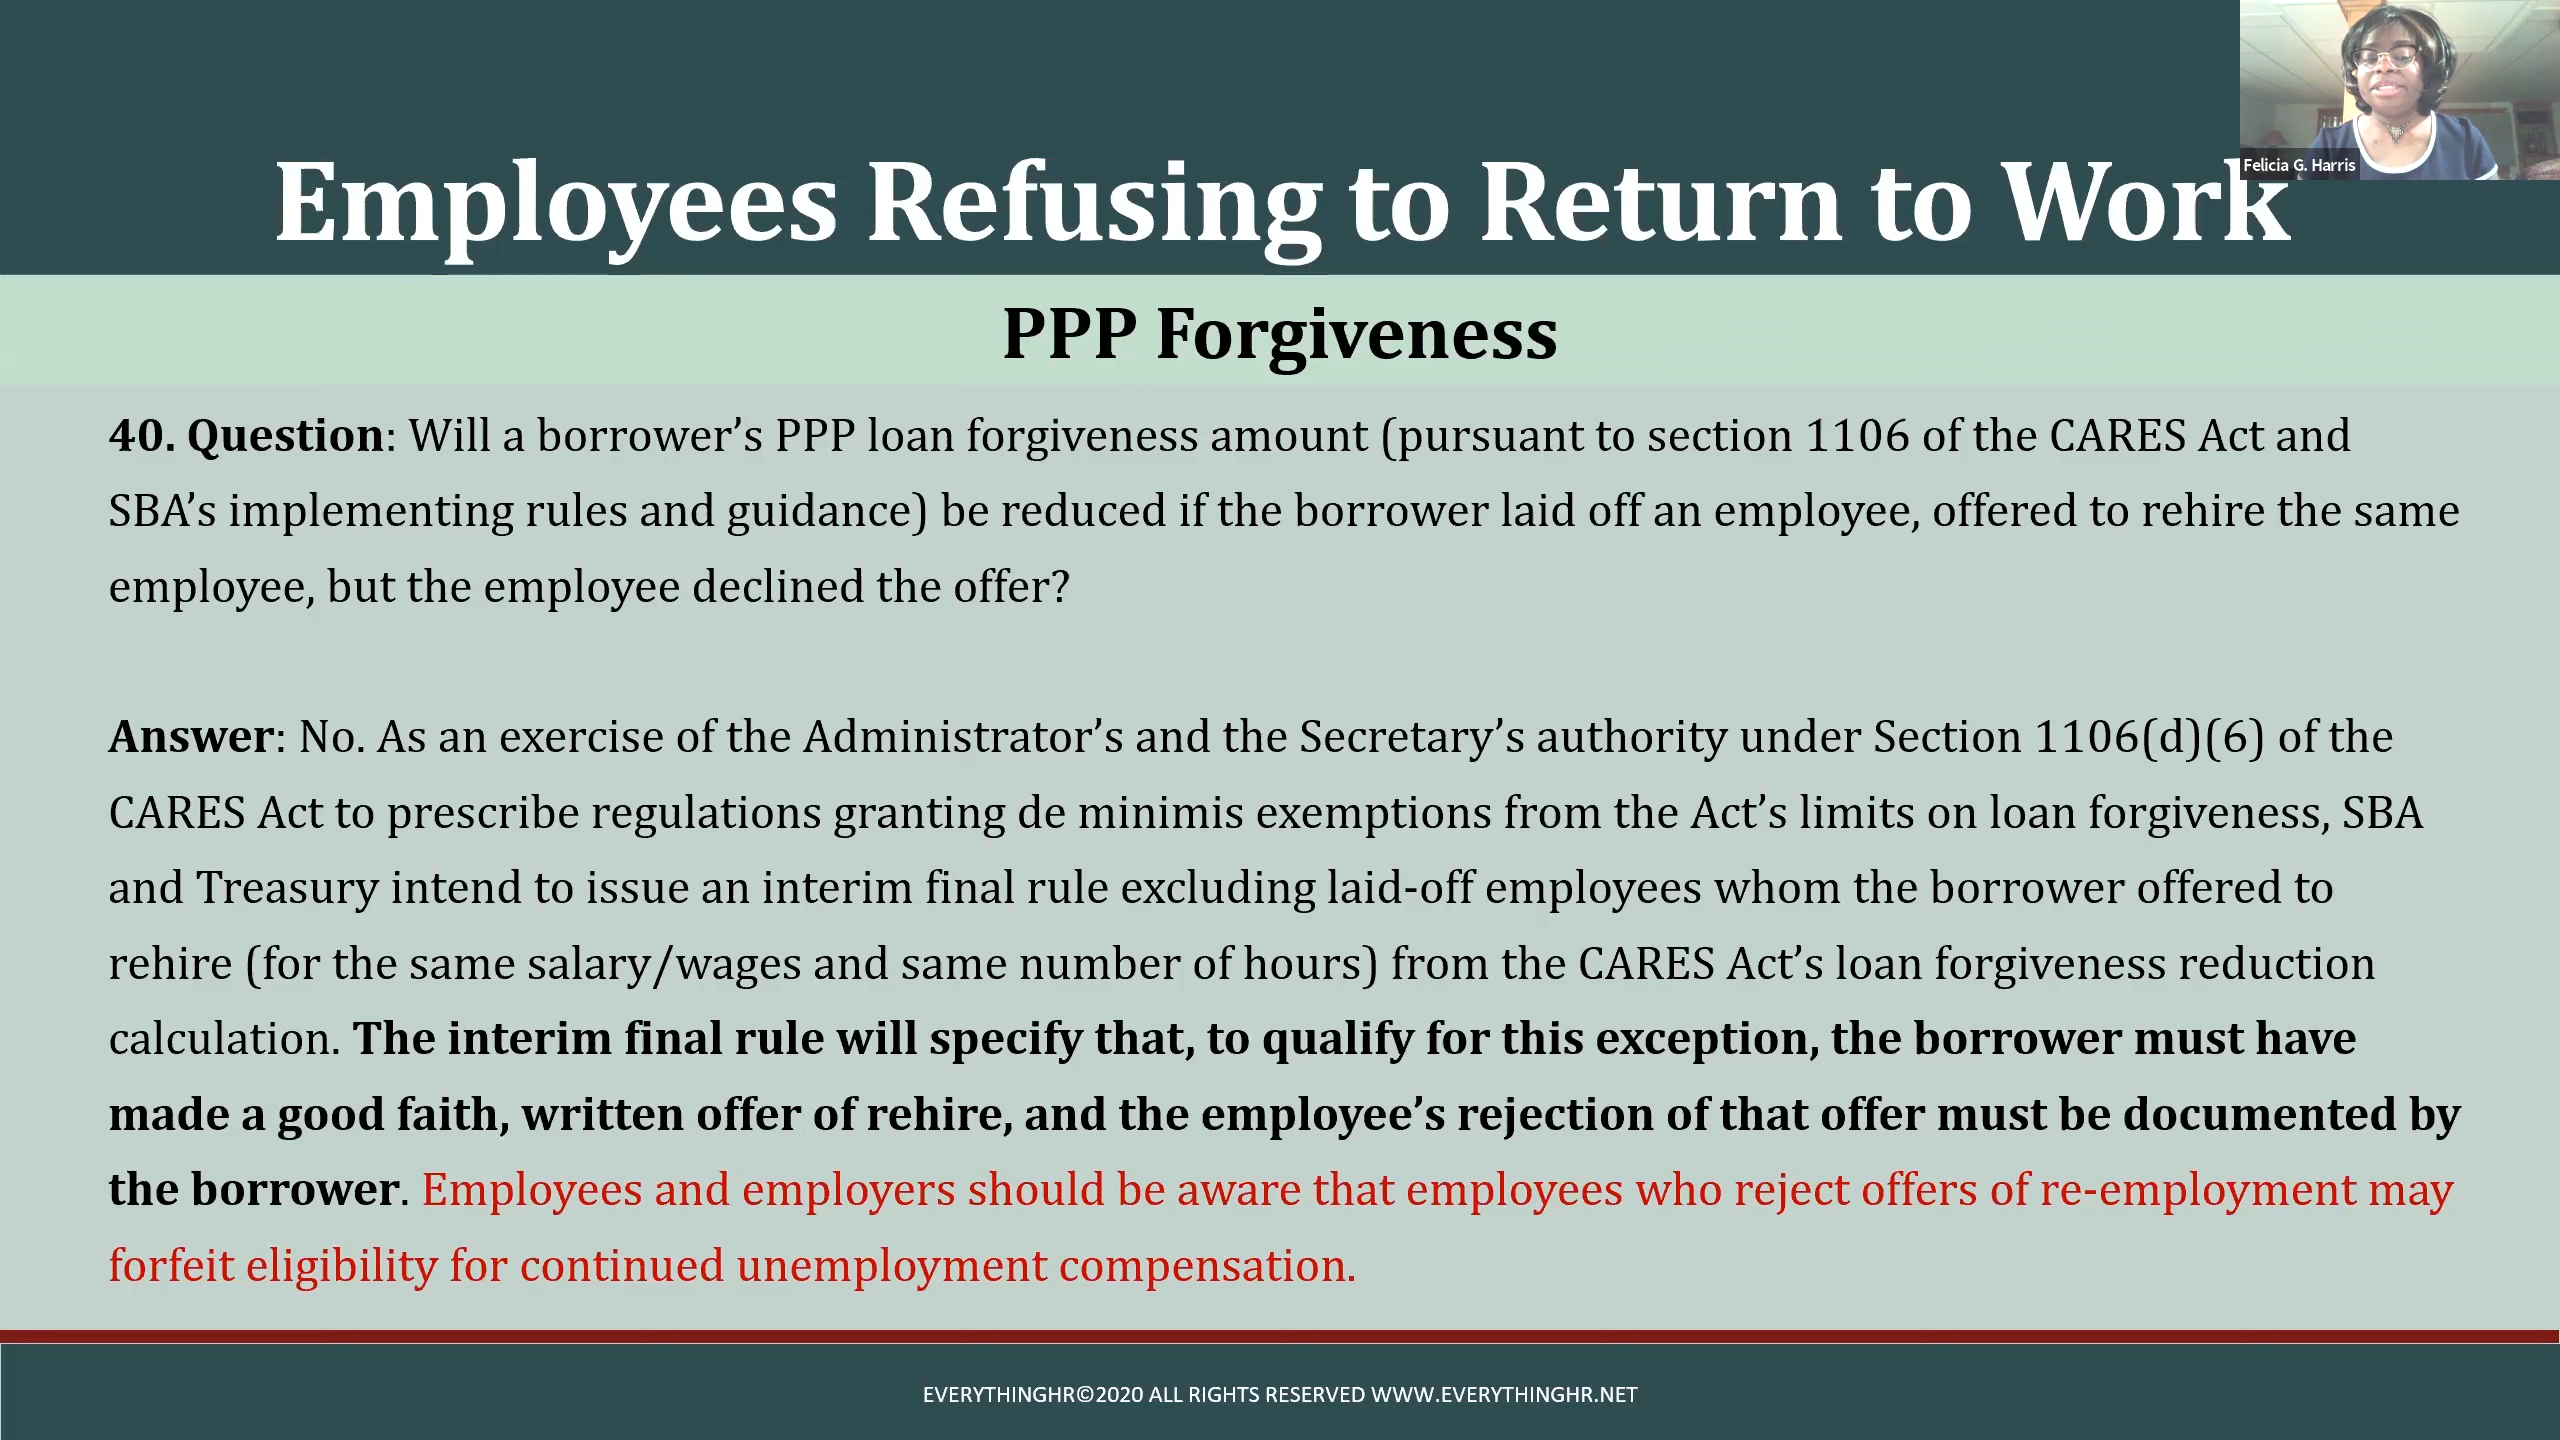 Felicia G. Harris
Employees Refusing to Return to Work
PPP Forgiveness
40. Question: Will a borrower’s PPP loan forgiveness amount (pursuant to section 1106 of the CARES Act and
SBA’s implementing rules and guidance) be reduced if the borrower laid off an employee, offered to rehire the same
employee, but the employee declined the offer?
Answer: No. As an exercise of the Administrator’s and the Secretary’s authority under Section 1106(d)(6) of the
CARES Act to prescribe regulations granting de minimis exemptions from the Act’s limits on loan forgiveness, SBA
and Treasury intend to issue an interim final rule excluding laid-off employees whom the borrower offered to
rehire (for the same salary/wages and same number of hours) from the CARES Act’s loan forgiveness reduction
calculation. The interim final rule will specify that, to qualify for this exception, the borrower must have
made a good faith, written offer of rehire, and the employee’s rejection of that offer must be documented by
the borrower. Employees and employers should be aware that employees who reject offers of re-employment may
forfeit eligibility for continued unemployment compensation.
EVERYTHINGHR©2020 ALL RIGHTS RESERVED WWW.EVERYTHINGHR.NET